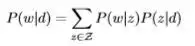 P(w|d) = ∑_{z∈𝒵} P(w|z)P(z|d)